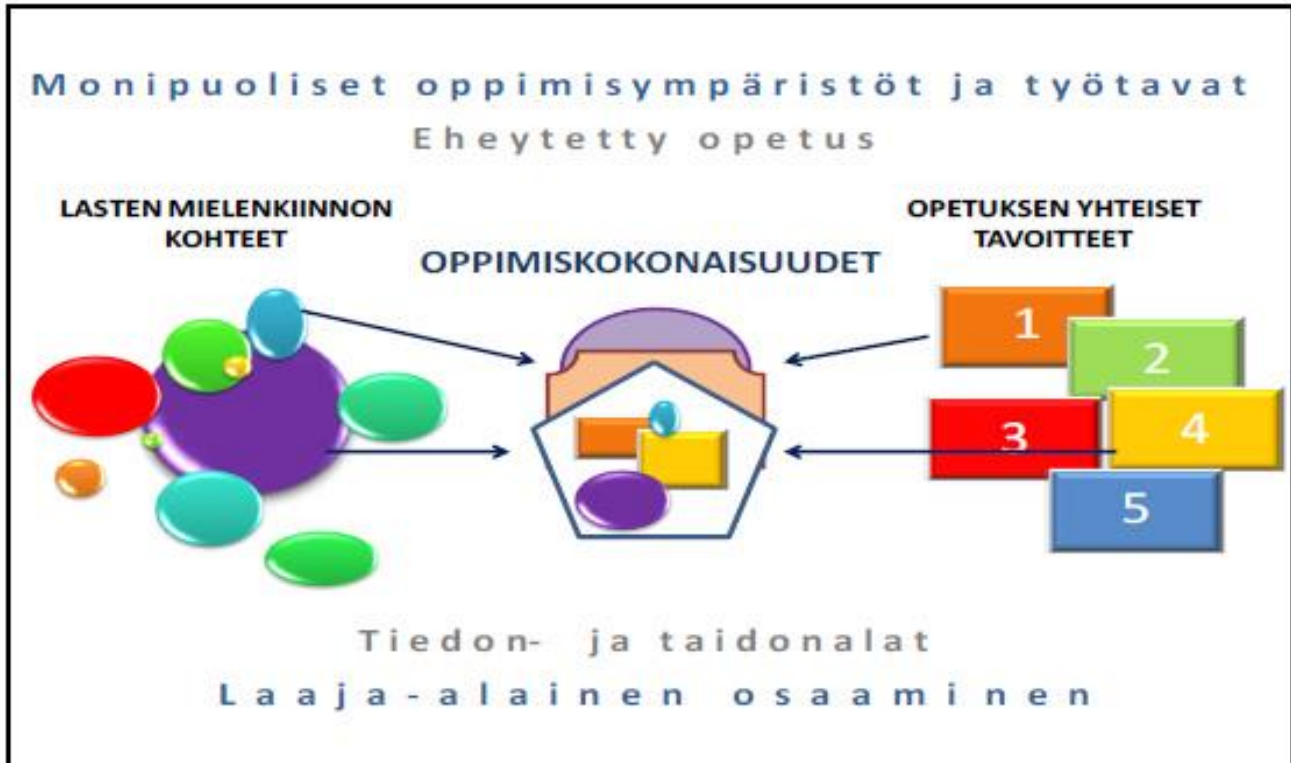 Monipuoliset oppimisympäristöt ja työtavat
Eheytetty opetus
LASTEN MIELENKIINNON
KOHTEET
OPPIMISKOKONAISUUDET
OPETUKSEN YHTEISET
TAVOITTEET
1
2
3
4
5
Tiedon- ja taidonalat
Laaja-alainen osaaminen